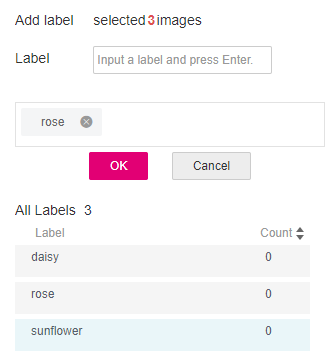 Add label selected 3 images
Label Input a label and press Enter.
rose
OK Cancel
All Labels 3
Label Count
daisy 0
rose 0
sunflower 0